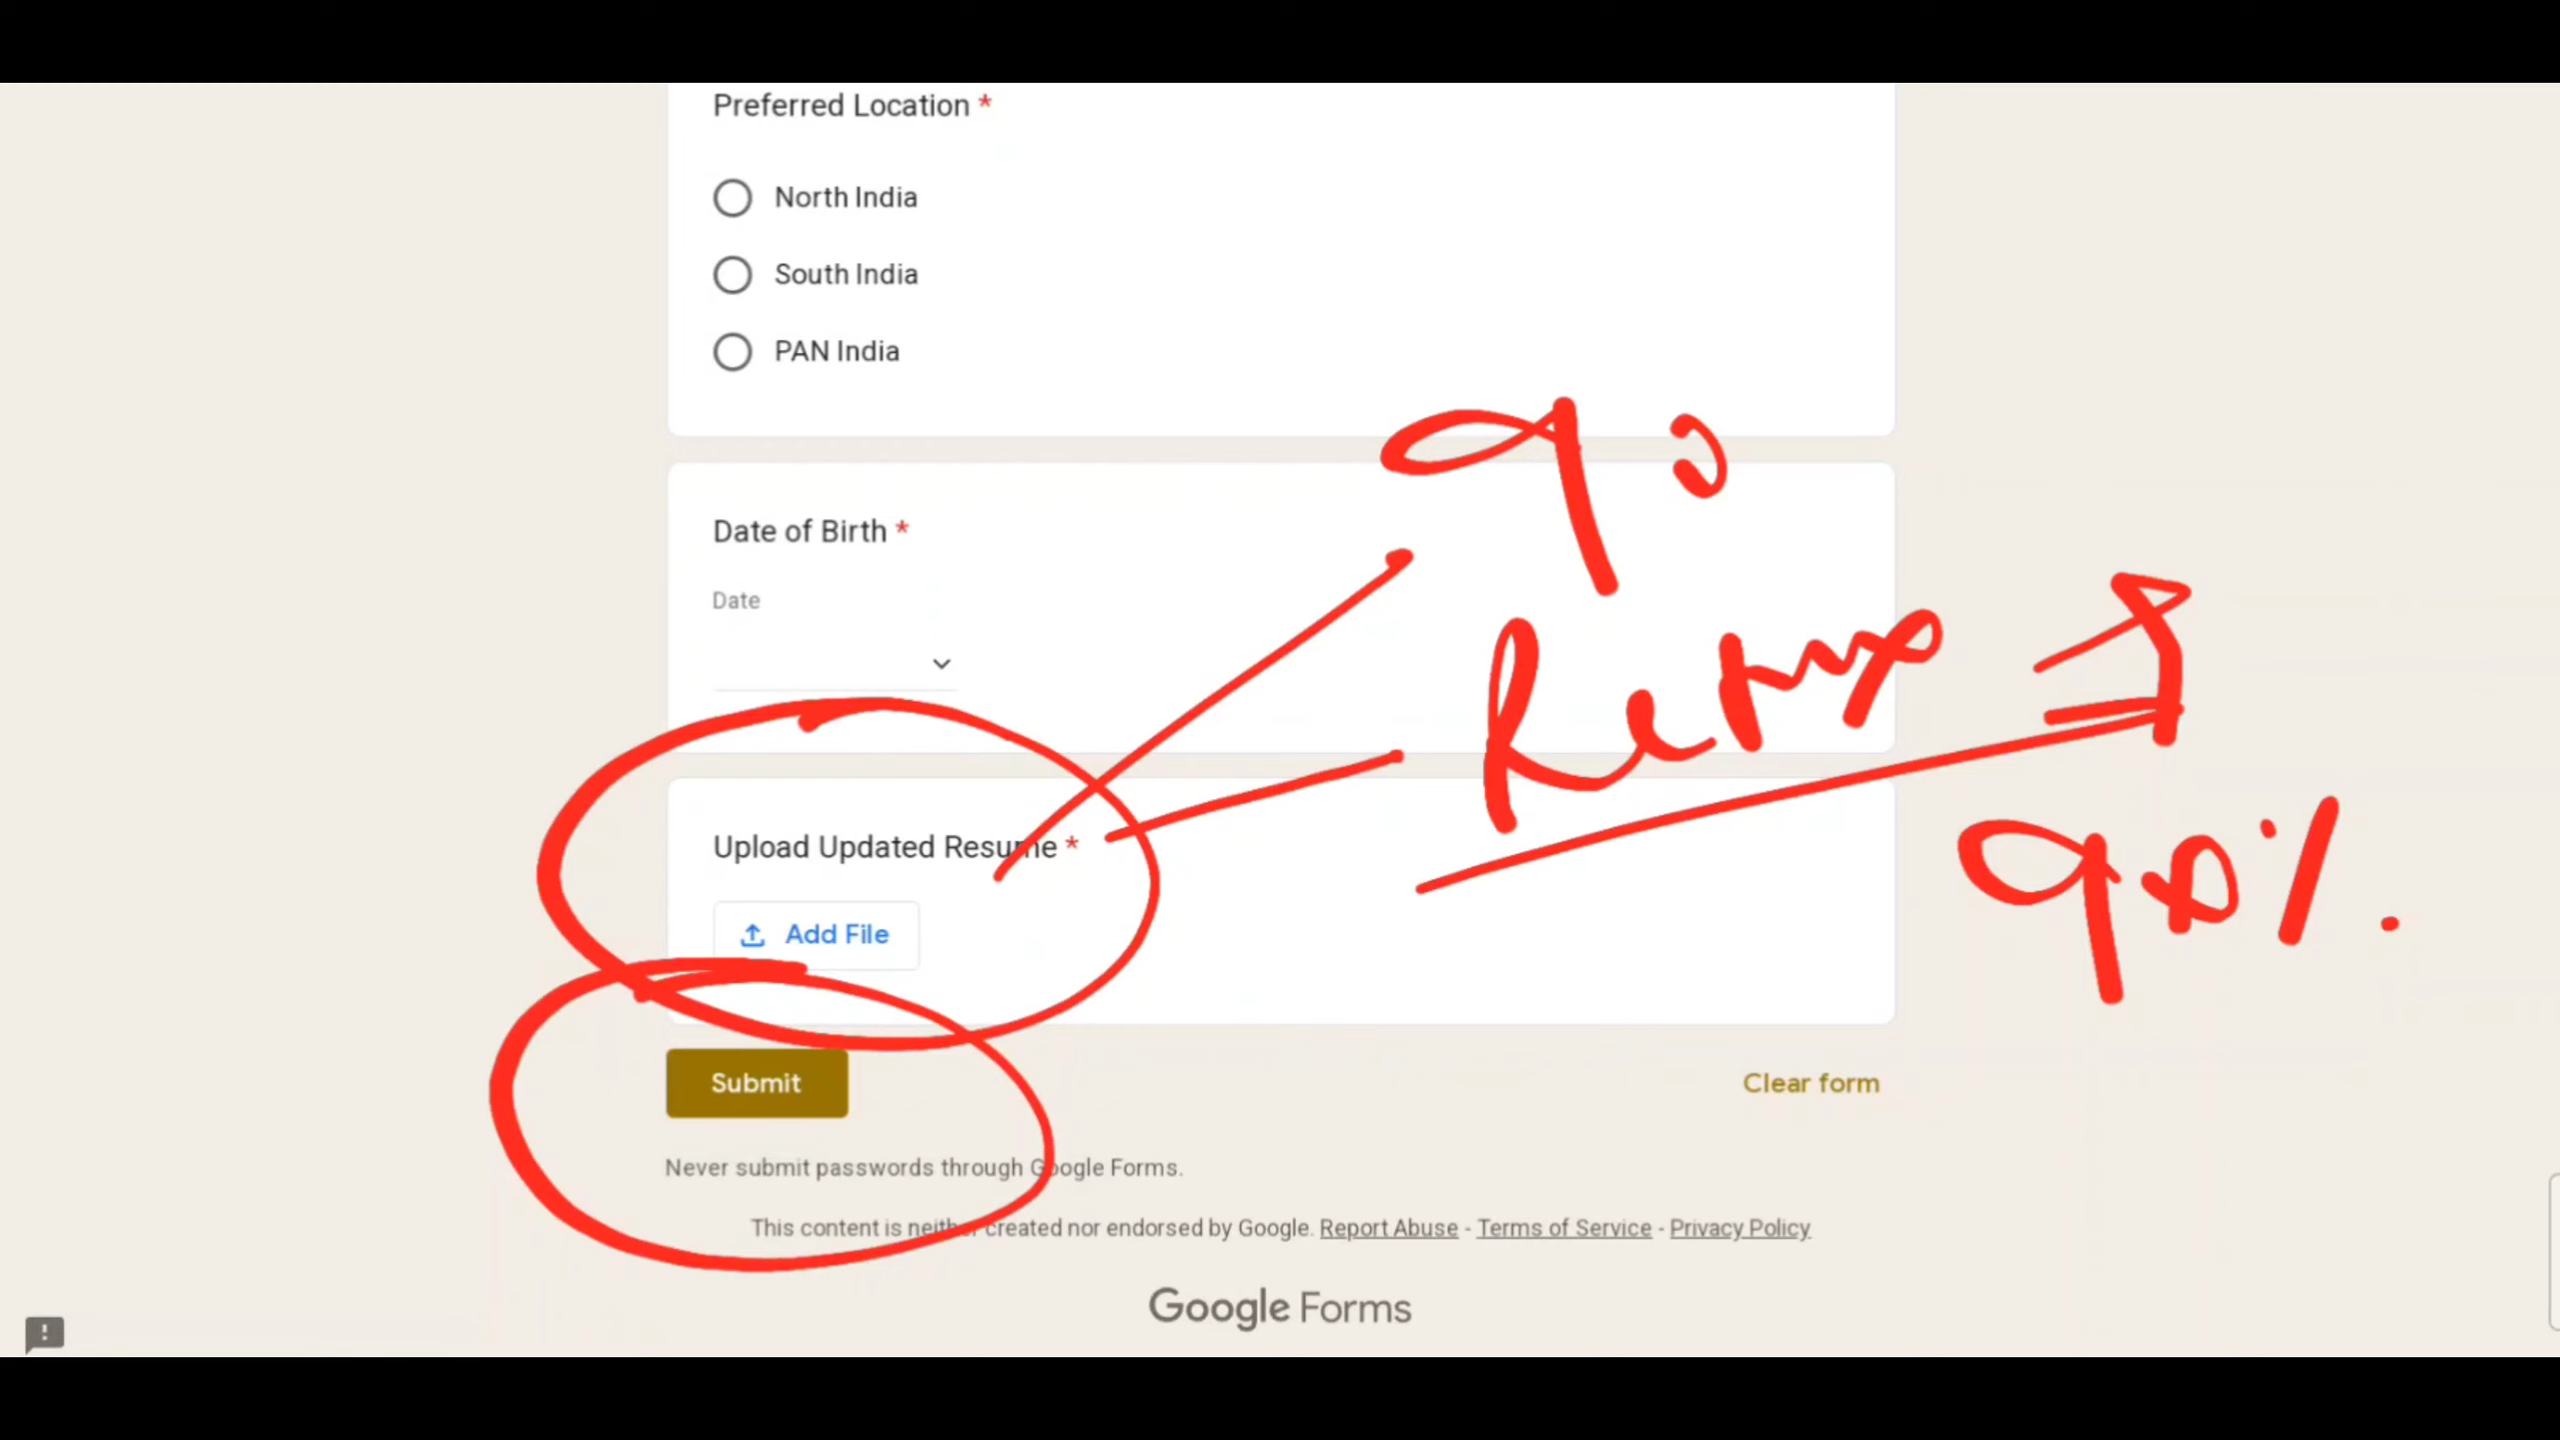 Preferred Location *
North India
South India
PAN India
90
Date of Birth *
Date
90%.
Upload Updated Resume *
Add File
Submit
Clear form
Never submit passwords through Google Forms.
This content is neither created nor endorsed by Google. Report Abuse - Terms of Service - Privacy Policy
Google Forms